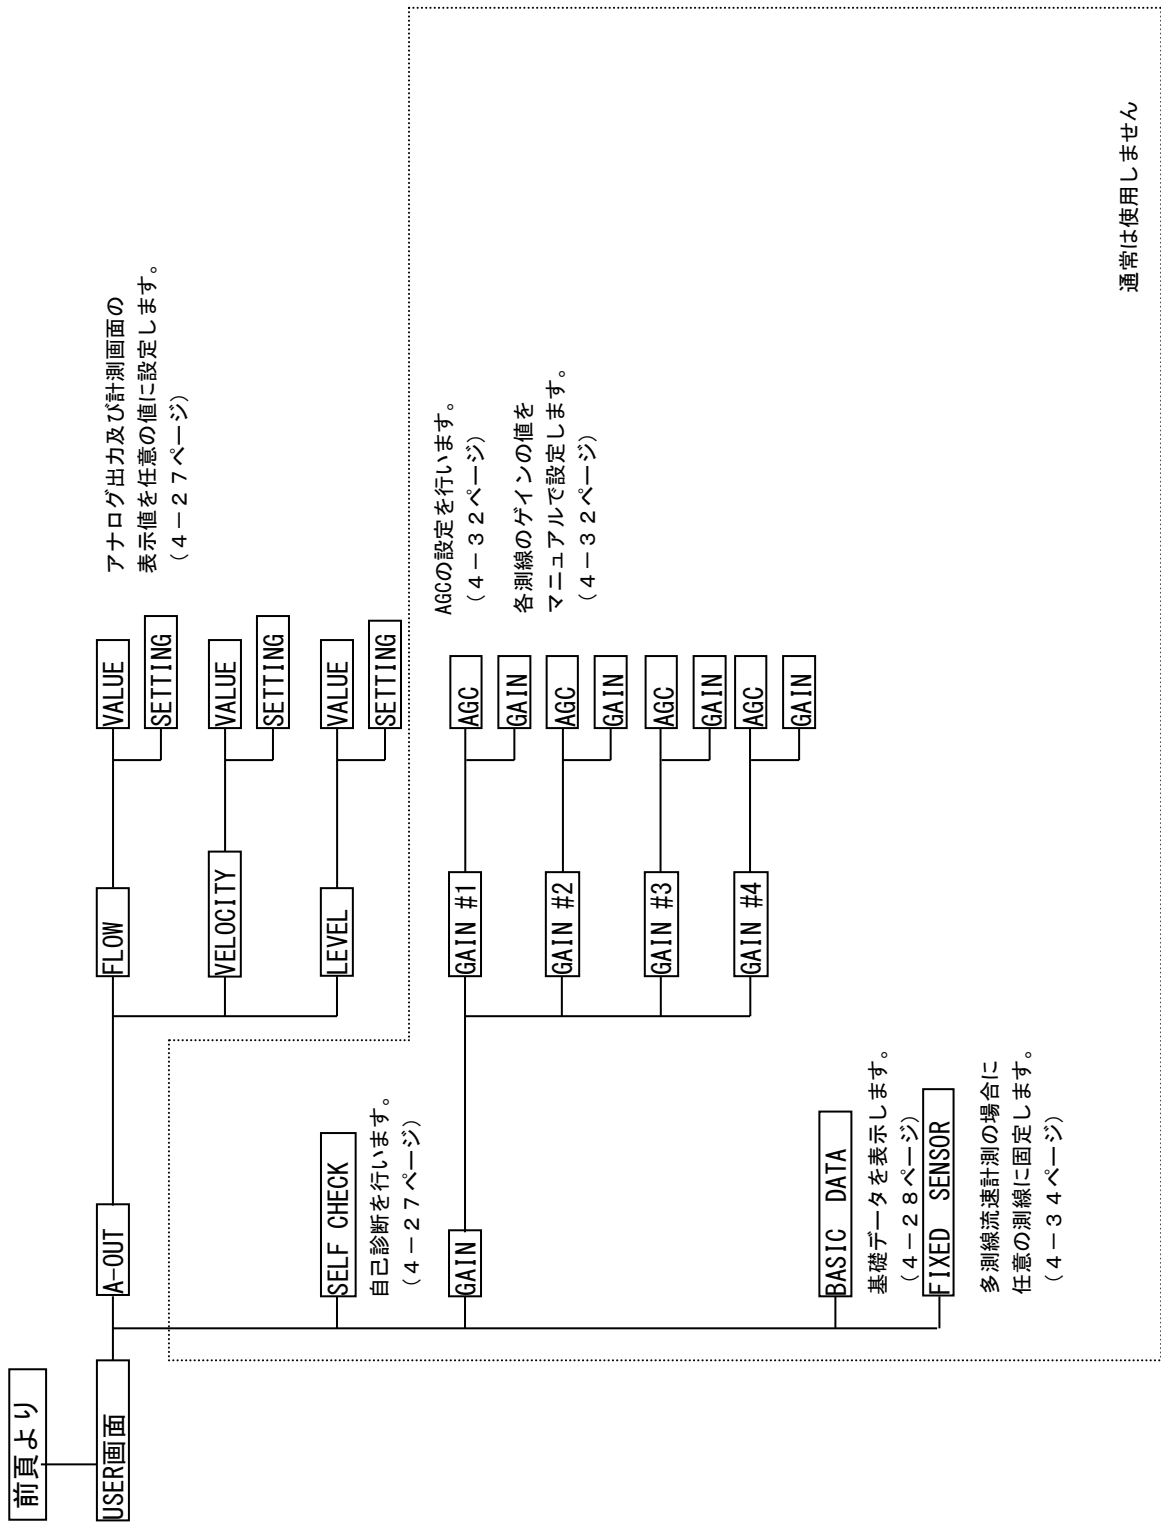 前頁より
USER画面
A-OUT
FLOW
VALUE
SETTING
アナログ出力及び計測画面の
表示値を任意の値に設定します。
（４－２７ページ）
VELOCITY
VALUE
SETTING
LEVEL
VALUE
SETTING
SELF CHECK
自己診断を行います。
（４－２７ページ）
GAIN
GAIN #1
AGC
GAIN
AGCの設定を行います。
（４－３２ページ）
各測線のゲインの値を
マニュアルで設定します。
（４－３２ページ）
GAIN #2
AGC
GAIN
GAIN #3
AGC
GAIN
GAIN #4
AGC
GAIN
BASIC DATA
基礎データを表示します。
（４－２８ページ）
FIXED SENSOR
多測線流速計測の場合に
任意の測線に固定します。
（４－３４ページ）
通常は使用しません